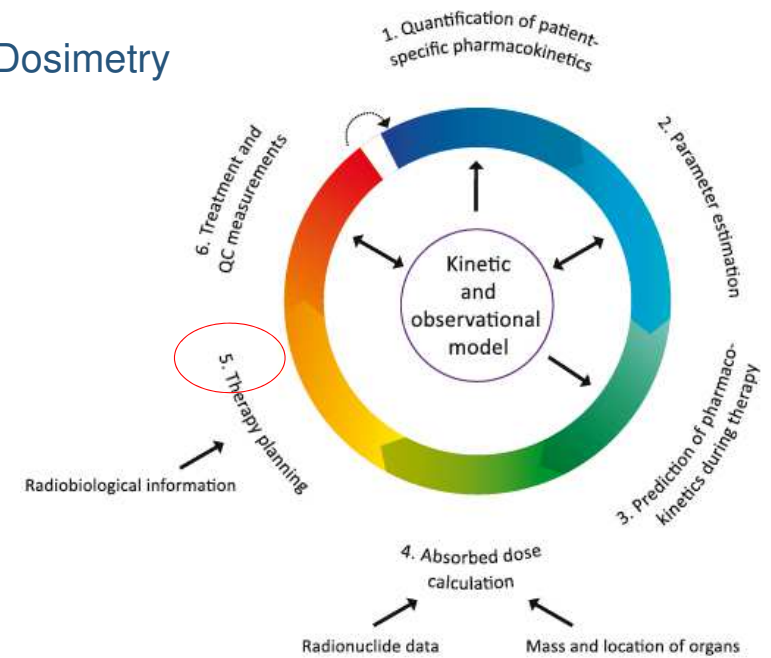 Dosimetry
1. Quantification of patient-
specific pharmacokinetics
2. Parameter estimation
3. Prediction of pharmaco-
kinetics during therapy
4. Absorbed dose
calculation
Radionuclide data
Mass and location of organs
5. Therapy planning
Radiobiological information
6. Treatment and
QC measurements
Kinetic
and
observational
model